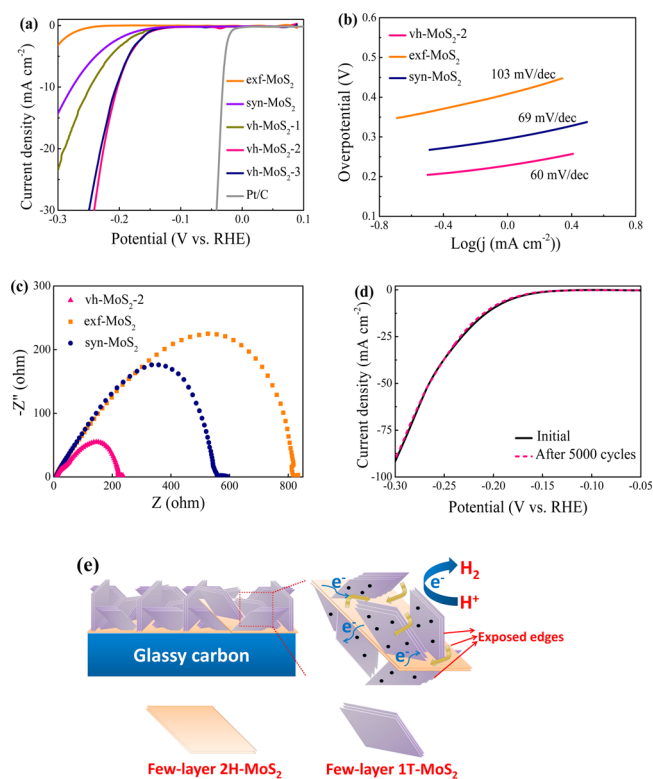 (a)
0
-10
-20
-30
-0.3
-0.2
-0.1
0.0
0.1
Current density (mA cm⁻²)
Potential (V vs. RHE)
exf-MoS₂
syn-MoS₂
vh-MoS₂-1
vh-MoS₂-2
vh-MoS₂-3
Pt/C
(b)
0.6
0.5
0.3
0.2
0.1
-0.8
-0.4
0.0
0.4
0.8
Overpotential (V)
Log(j (mA cm⁻²))
vh-MoS₂-2
exf-MoS₂
syn-MoS₂
103 mV/dec
69 mV/dec
60 mV/dec
(c)
300
200
100
0
0
200
400
600
800
-Z'' (ohm)
Z (ohm)
vh-MoS₂-2
exf-MoS₂
syn-MoS₂
(d)
0
-25
-50
-75
-100
-0.30
-0.25
-0.20
-0.15
-0.10
-0.05
Current density (mA cm⁻²)
Potential (V vs. RHE)
Initial
After 5000 cycles
(e)
Glassy carbon
e⁻
e⁻
e⁻
e⁻
H₂
H⁺
Exposed edges
Few-layer 2H-MoS₂
Few-layer 1T-MoS₂